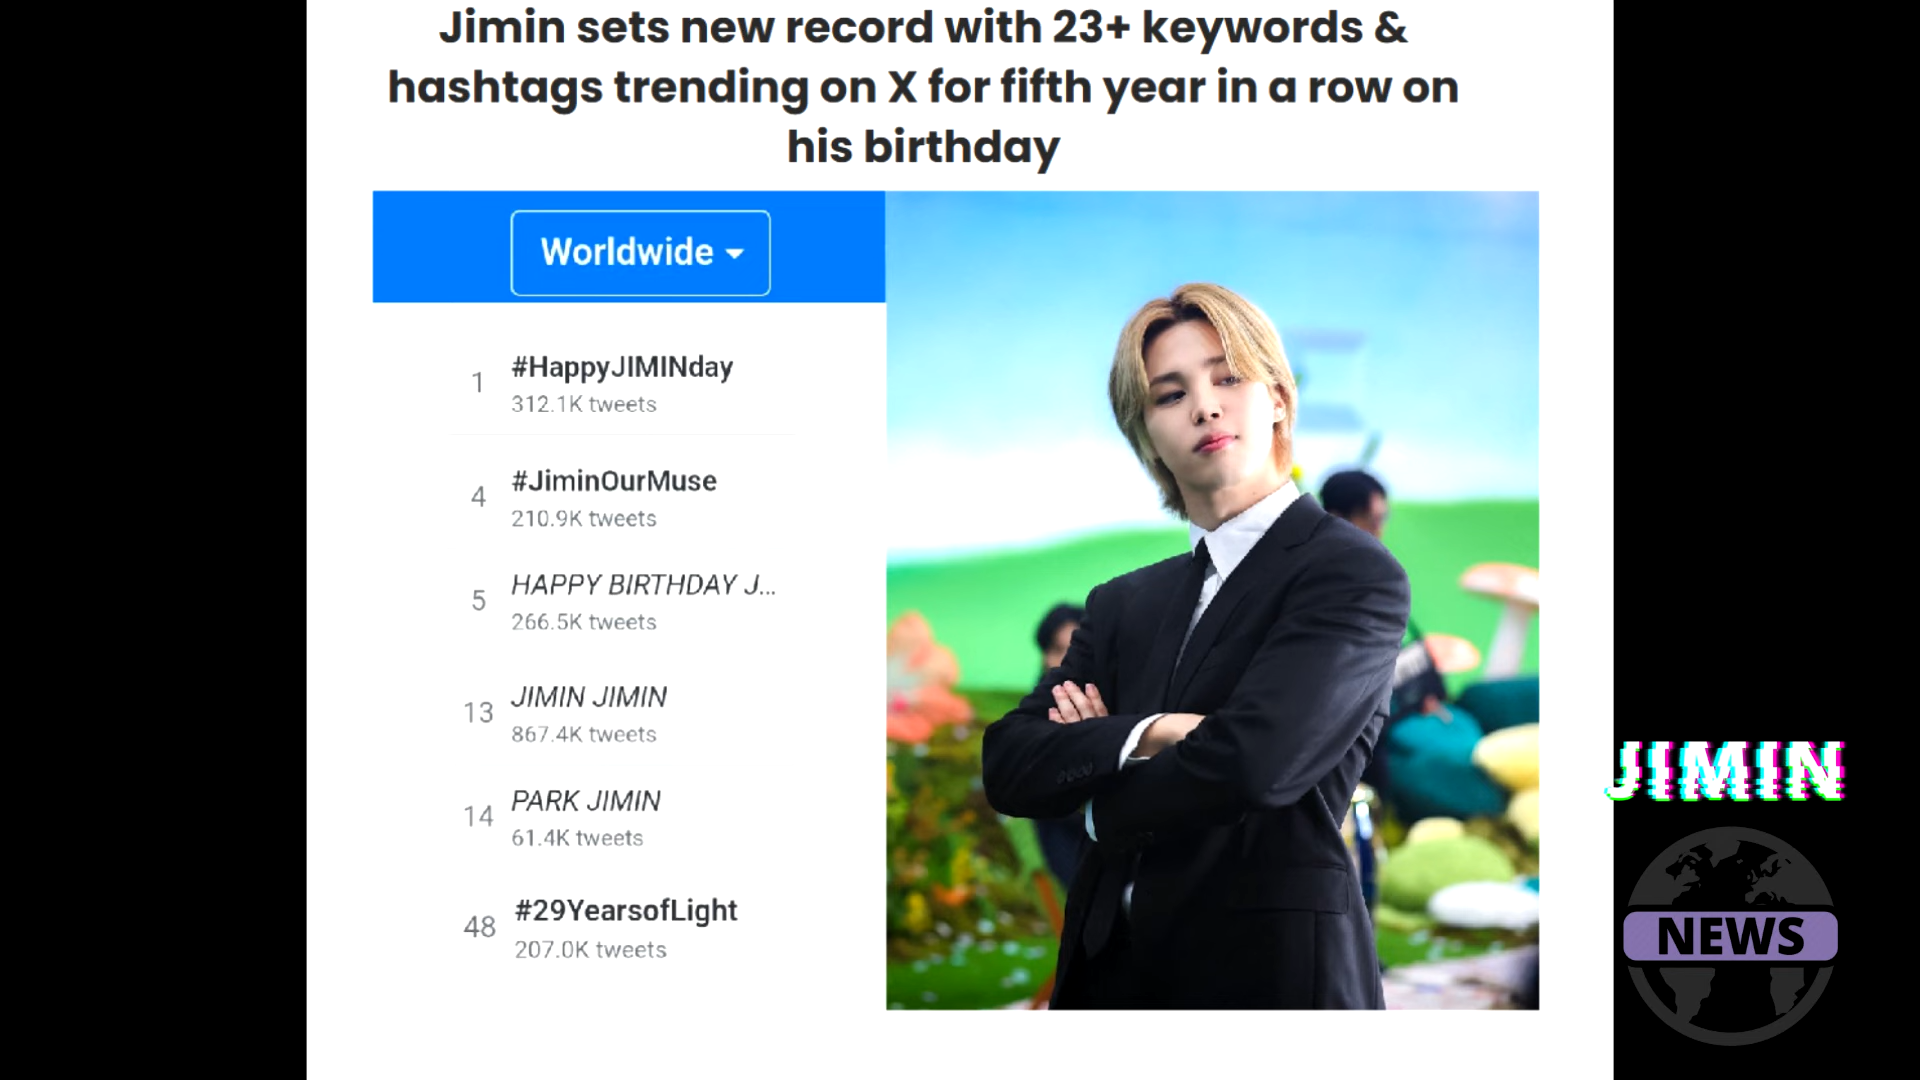 Jimin sets new record with 23+ keywords &
hashtags trending on X for fifth year in a row on
his birthday
Worldwide
1
#HappyJIMINday
312.1K tweets
4
#JiminOurMuse
210.9K tweets
5
HAPPY BIRTHDAY J...
266.5K tweets
13
JIMIN JIMIN
867.4K tweets
14
PARK JIMIN
61.4K tweets
48
#29YearsofLight
207.0K tweets
JIMIN
NEWS